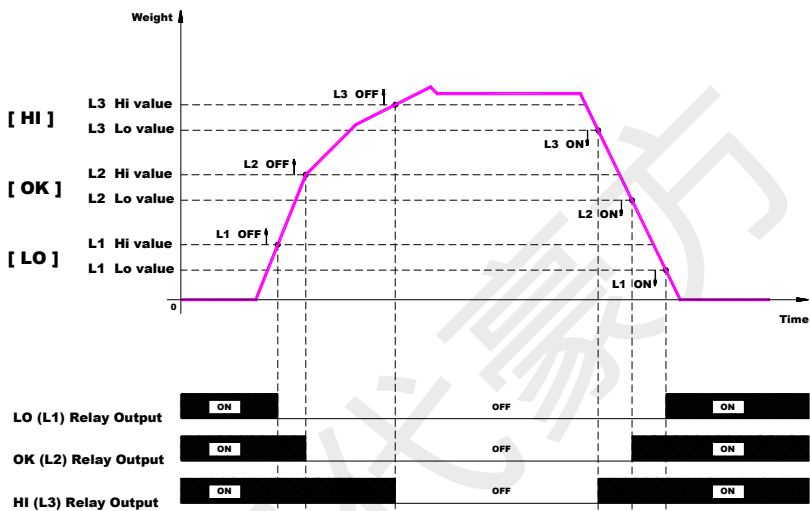 Weight
L3 OFF
[ HI ]
L3 Hi value
L3 Lo value
L3 ON
L2 OFF
[ OK ]
L2 Hi value
L2 Lo value
L2 ON
L1 OFF
[ LO ]
L1 Hi value
L1 Lo value
L1 ON
0
Time
LO (L1) Relay Output
ON
OFF
ON
OK (L2) Relay Output
ON
OFF
ON
HI (L3) Relay Output
ON
OFF
ON
代豪方